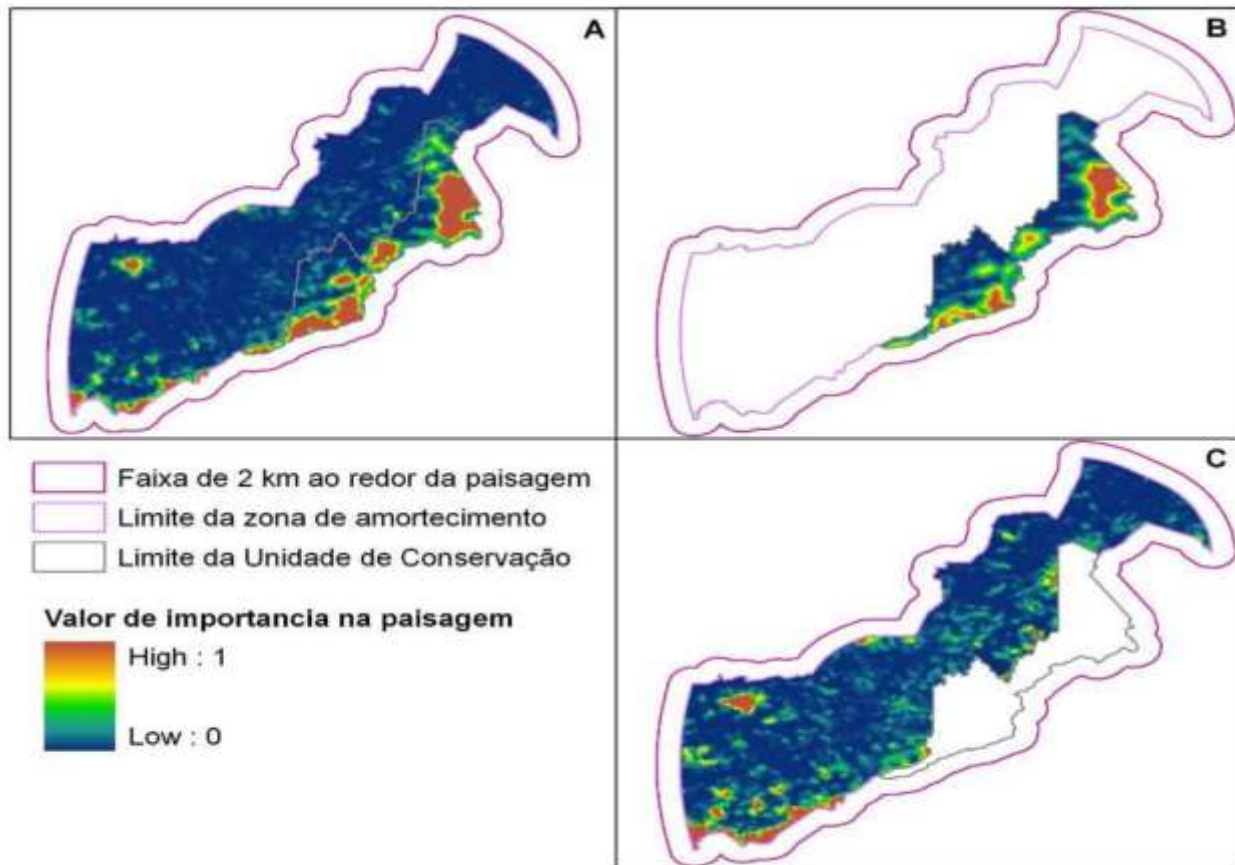 A
B
C
Faixa de 2 km ao redor da paisagem
Limite da zona de amortecimento
Limite da Unidade de Conservação
Valor de importancia na paisagem
High : 1
Low : 0